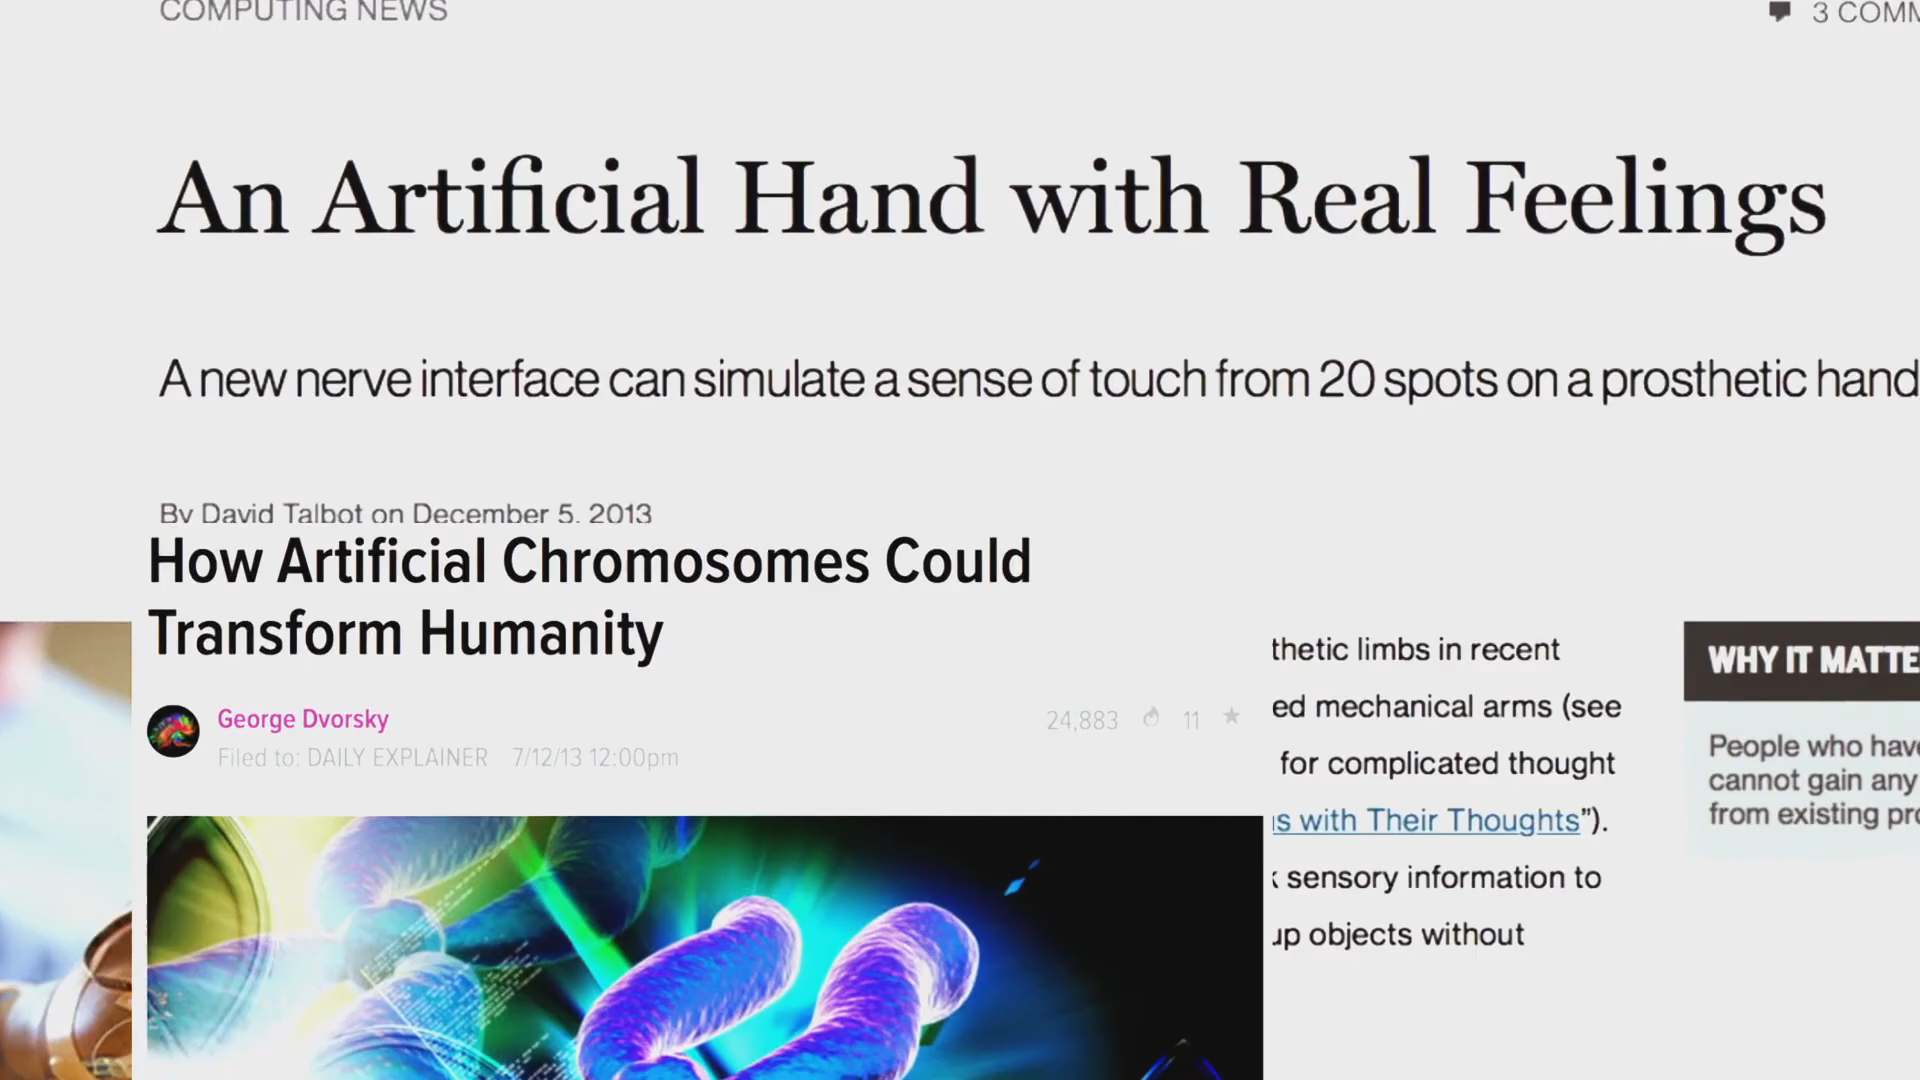 COMPUTING NEWS
3 COMM
An Artificial Hand with Real Feelings
A new nerve interface can simulate a sense of touch from 20 spots on a prosthetic hand
By David Talbot on December 5, 2013
How Artificial Chromosomes Could
Transform Humanity
George Dvorsky
Filed to: DAILY EXPLAINER 7/12/13 12:00pm
24,883 11
thetic limbs in recent
ed mechanical arms (see
for complicated thought
s with Their Thoughts”).
sensory information to
up objects without
WHY IT MATTE
People who have
cannot gain any
from existing pro